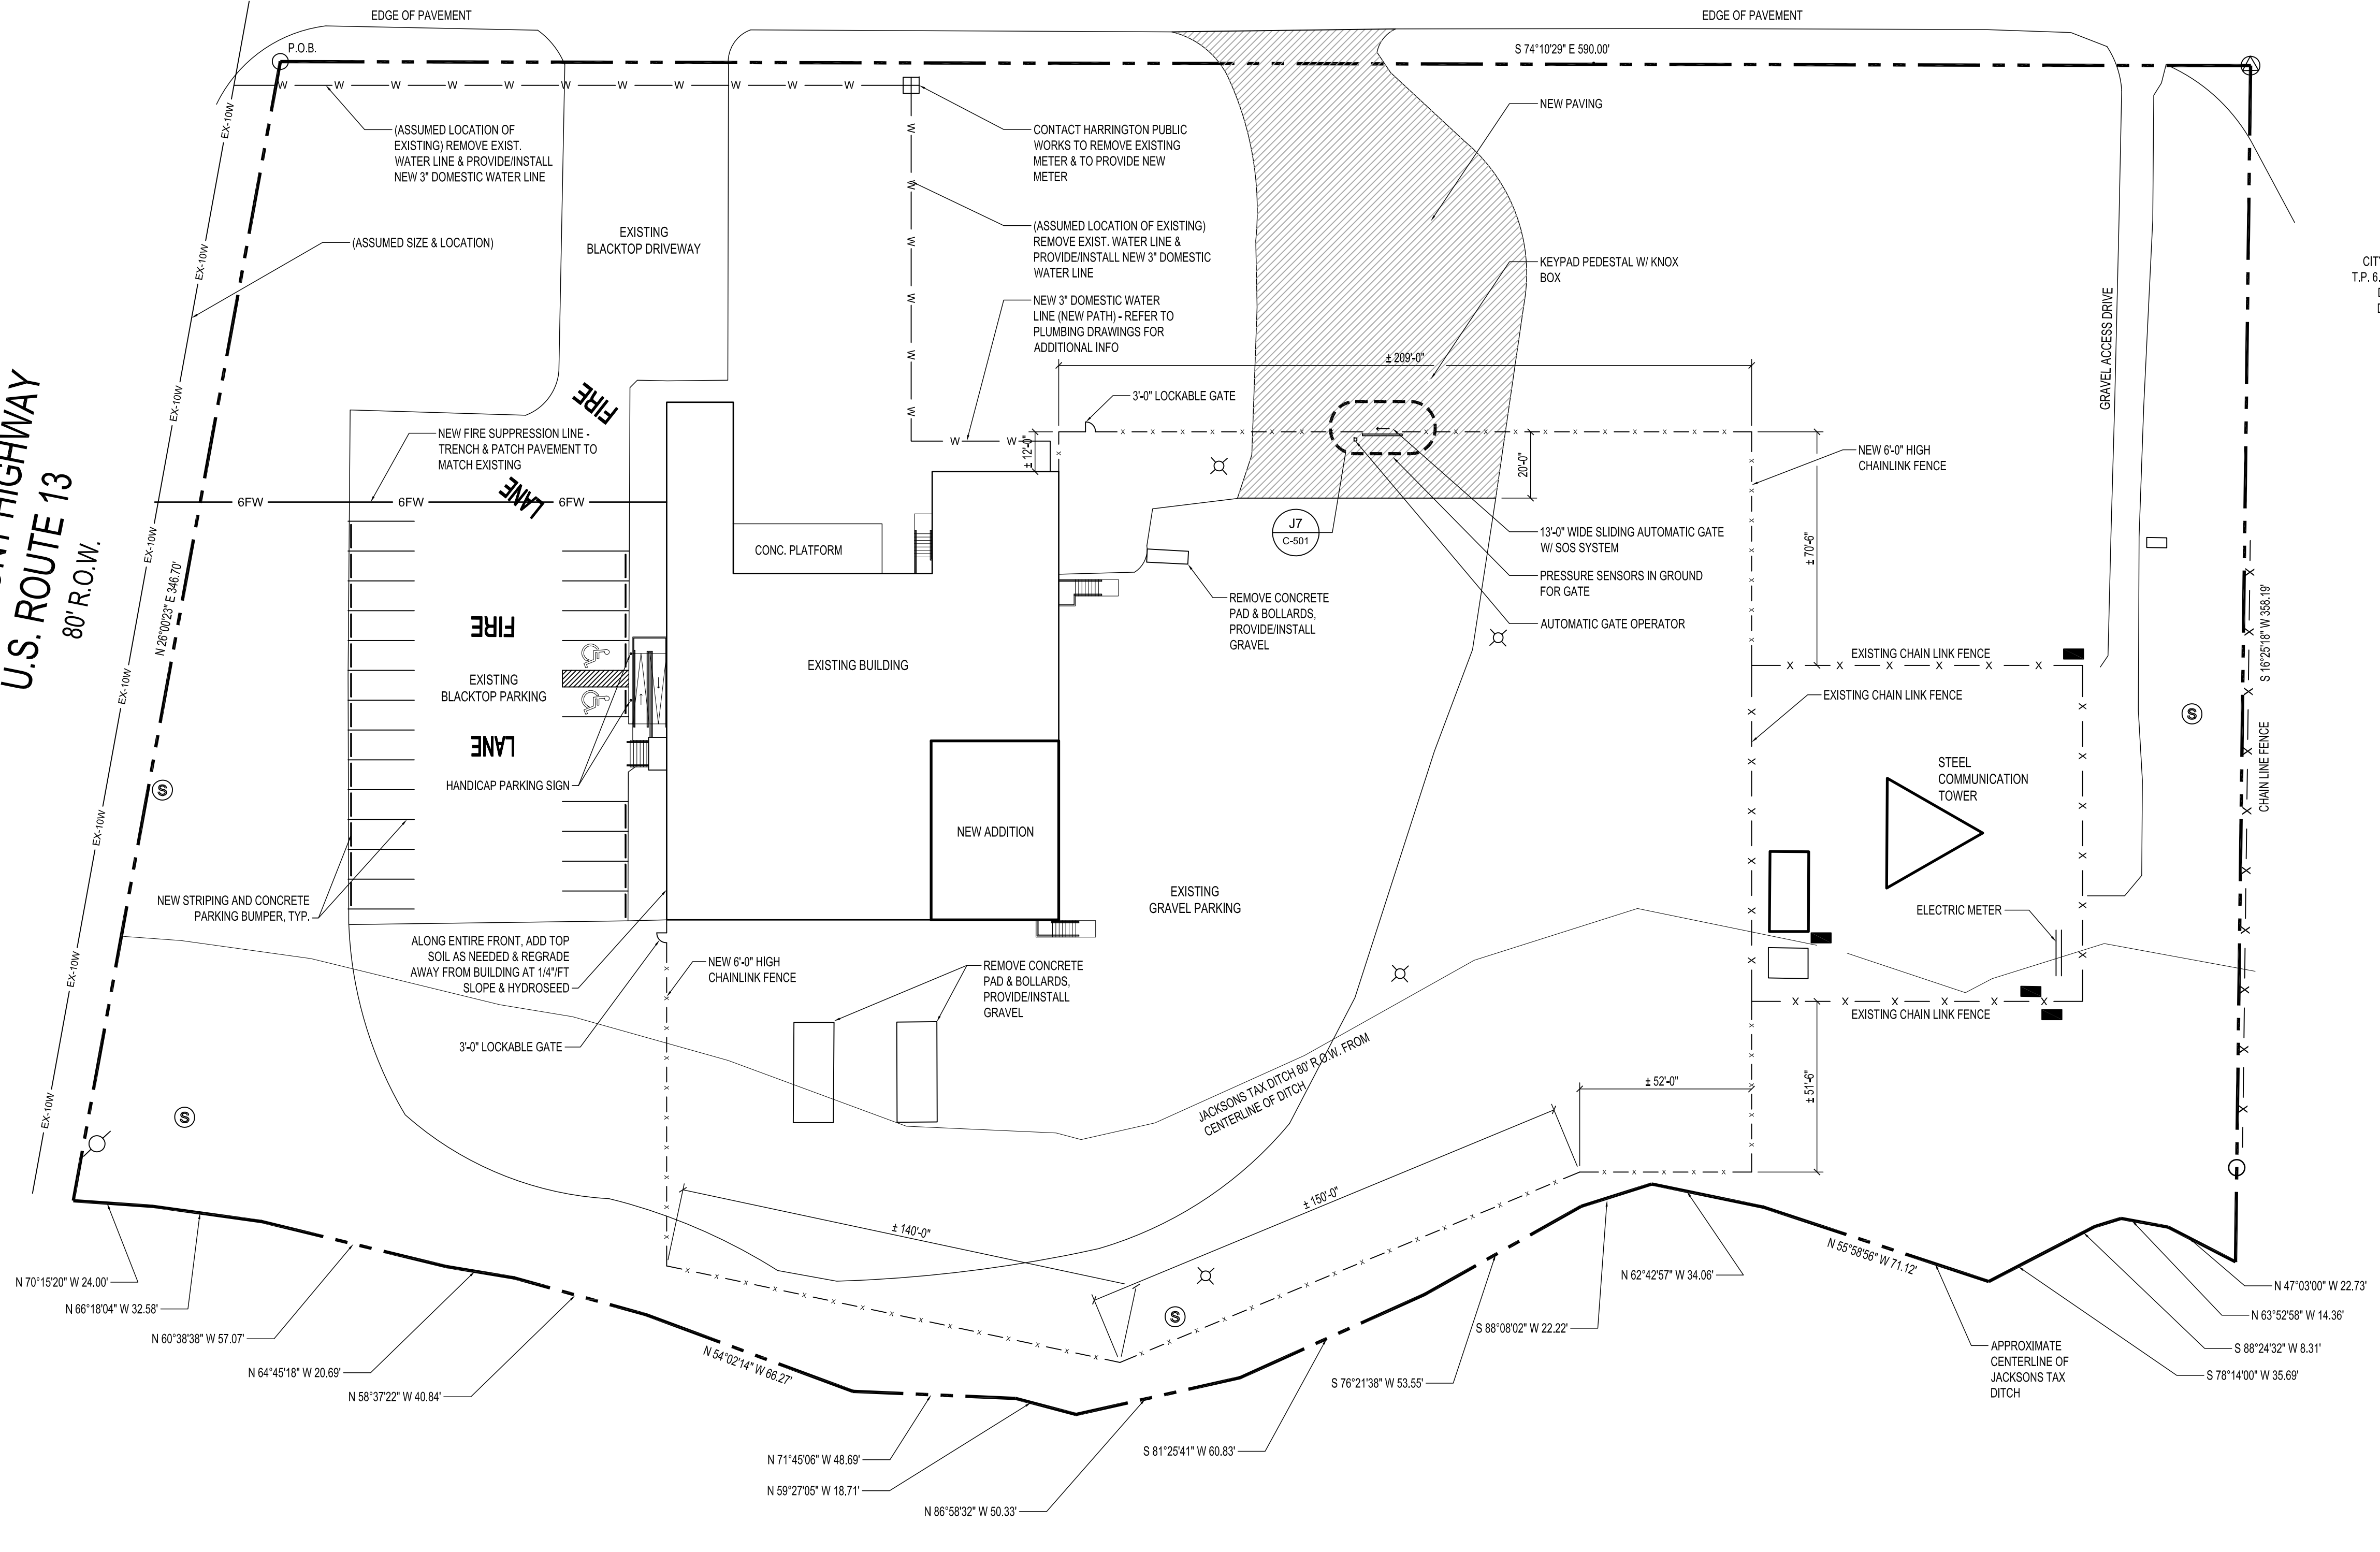 EDGE OF PAVEMENT
EDGE OF PAVEMENT
P.O.B.
S 74°10'29" E 590.00'
W W W W W W W W W W W
EX-10W
NEW PAVING
(ASSUMED LOCATION OF
EXISTING) REMOVE EXIST.
WATER LINE & PROVIDE/INSTALL
NEW 3" DOMESTIC WATER LINE
CONTACT HARRINGTON PUBLIC
WORKS TO REMOVE EXISTING
METER & TO PROVIDE NEW
METER
W
W
W
W
W
W
(ASSUMED SIZE & LOCATION)
EX-10W
EXISTING
BLACKTOP DRIVEWAY
(ASSUMED LOCATION OF EXISTING)
REMOVE EXIST. WATER LINE &
PROVIDE/INSTALL NEW 3" DOMESTIC
WATER LINE
KEYPAD PEDESTAL W/ KNOX
BOX
NEW 3" DOMESTIC WATER
LINE (NEW PATH) - REFER TO
PLUMBING DRAWINGS FOR
ADDITIONAL INFO
GRAVEL ACCESS DRIVE
T.P. 6.
HIGHWAY
U.S. ROUTE 13
80' R.O.W.
EX-10W
± 209'-0"
3'-0" LOCKABLE GATE
FIRE
LANE
NEW FIRE SUPPRESSION LINE -
TRENCH & PATCH PAVEMENT TO
MATCH EXISTING
W W
± 12'-0"
NEW 6'-0" HIGH
CHAINLINK FENCE
20'-0"
6FW 6FW 6FW
J7
C-501
13'-0" WIDE SLIDING AUTOMATIC GATE
W/ SOS SYSTEM
± 70'-6"
EX-10W
N 26°00'23" E 346.70'
CONC. PLATFORM
PRESSURE SENSORS IN GROUND
FOR GATE
REMOVE CONCRETE
PAD & BOLLARDS,
PROVIDE/INSTALL
GRAVEL
AUTOMATIC GATE OPERATOR
FIRE
EXISTING CHAIN LINK FENCE
S 16°25'18" W 358.19'
EXISTING BUILDING
EXISTING
BLACKTOP PARKING
EX-10W
EXISTING CHAIN LINK FENCE
S
LANE
CHAIN LINE FENCE
HANDICAP PARKING SIGN
S
STEEL
COMMUNICATION
TOWER
EX-10W
NEW ADDITION
NEW STRIPING AND CONCRETE
PARKING BUMPER, TYP.
EXISTING
GRAVEL PARKING
ELECTRIC METER
ALONG ENTIRE FRONT, ADD TOP
SOIL AS NEEDED & REGRADE
AWAY FROM BUILDING AT 1/4"/FT
SLOPE & HYDROSEED
NEW 6'-0" HIGH
CHAINLINK FENCE
REMOVE CONCRETE
PAD & BOLLARDS,
PROVIDE/INSTALL
GRAVEL
EX-10W
EXISTING CHAIN LINK FENCE
3'-0" LOCKABLE GATE
JACKSONS TAX DITCH 80' R.O.W. FROM
CENTERLINE OF DITCH
± 52'-0"
± 51'-6"
EX-10W
S
± 150'-0"
± 140'-0"
S
N 70°15'20" W 24.00'
N 66°18'04" W 32.58'
N 60°38'38" W 57.07'
N 64°45'18" W 20.69'
N 58°37'22" W 40.84'
N 54°02'14" W 66.27'
N 71°45'06" W 48.69'
N 59°27'05" W 18.71'
N 86°58'32" W 50.33'
S 81°25'41" W 60.83'
S 76°21'38" W 53.55'
S 88°08'02" W 22.22'
N 62°42'57" W 34.06'
N 55°58'56" W 71.12'
APPROXIMATE
CENTERLINE OF
JACKSONS TAX
DITCH
N 47°03'00" W 22.73'
N 63°52'58" W 14.36'
S 88°24'32" W 8.31'
S 78°14'00" W 35.69'